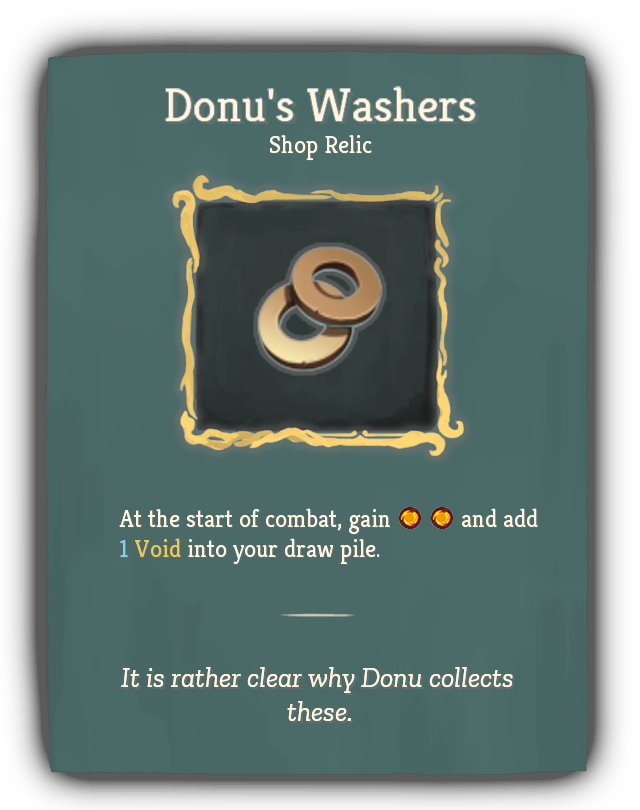 Donu's Washers
Shop Relic
At the start of combat, gain and add
1 Void into your draw pile.
It is rather clear why Donu collects
these.